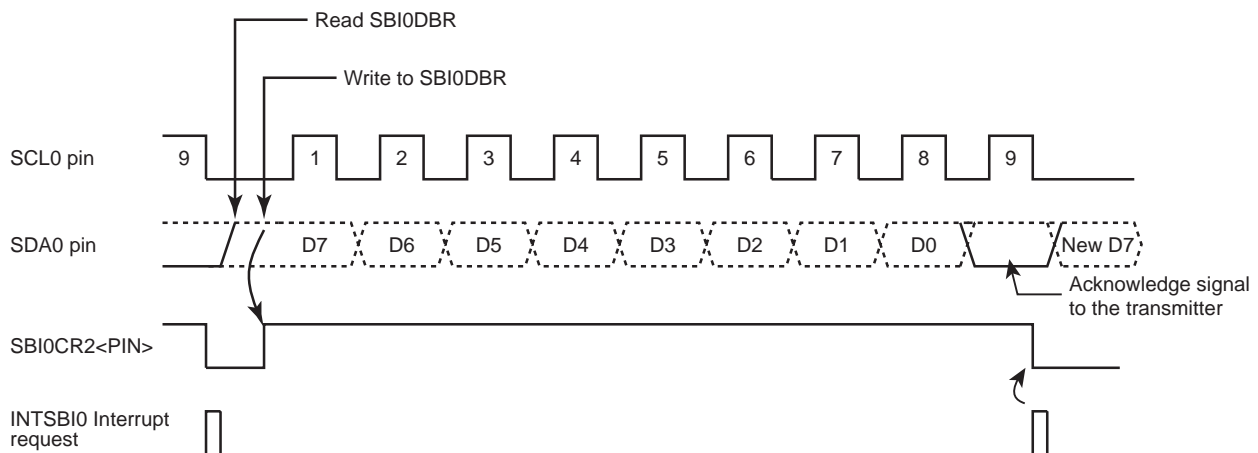 Read SBI0DBR
Write to SBI0DBR
SCL0 pin
9 1 2 3 4 5 6 7 8 9
SDA0 pin
D7 D6 D5 D4 D3 D2 D1 D0 New D7
Acknowledge signal
to the transmitter
SBI0CR2<PIN>
INTSBI0 Interrupt
request